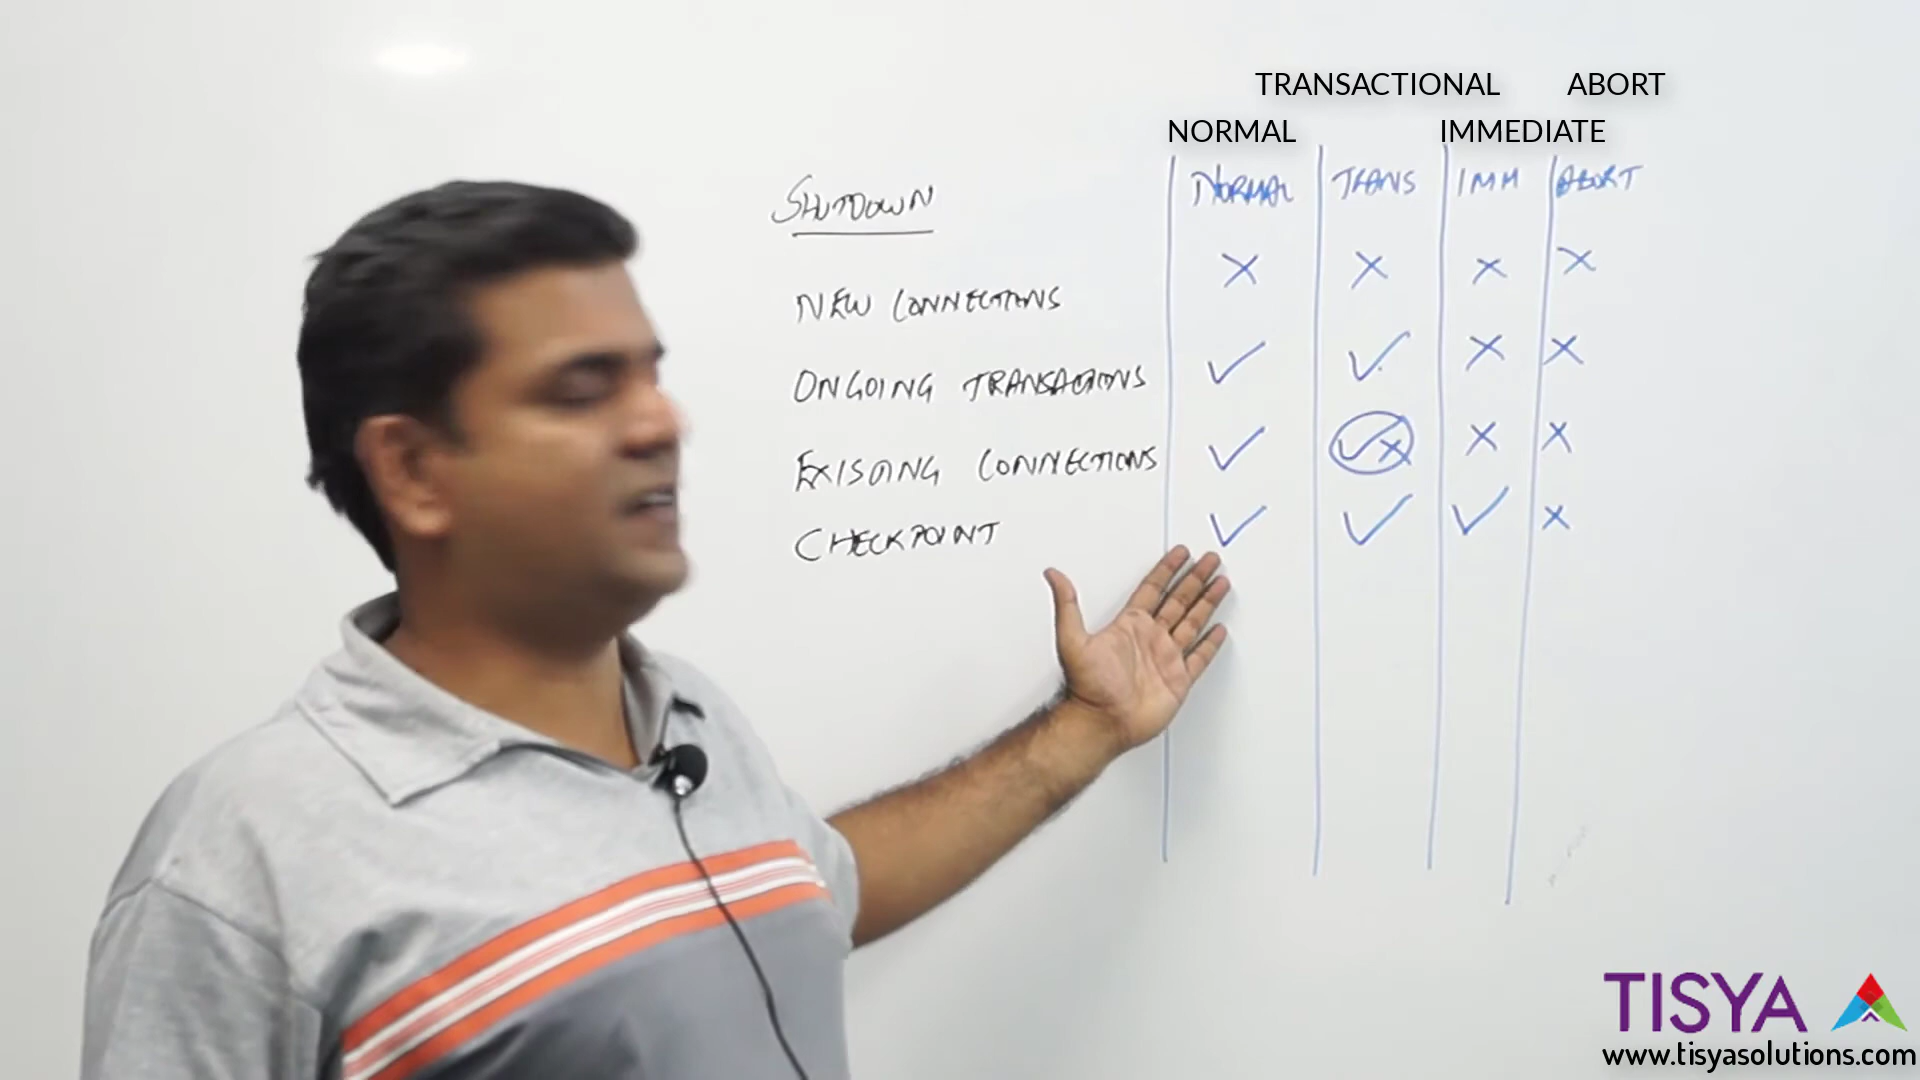 TRANSACTIONAL ABORT
NORMAL IMMEDIATE
SHUTDOWN NORMAL TRANS IMM ABORT
NEW CONNECTIONS X X X X
ONGOING TRANSACTIONS ✓ ✓ X X
EXISTING CONNECTIONS ✓ ✓X X X
CHECKPOINT ✓ ✓ ✓ X
TISYA
www.tisyasolutions.com